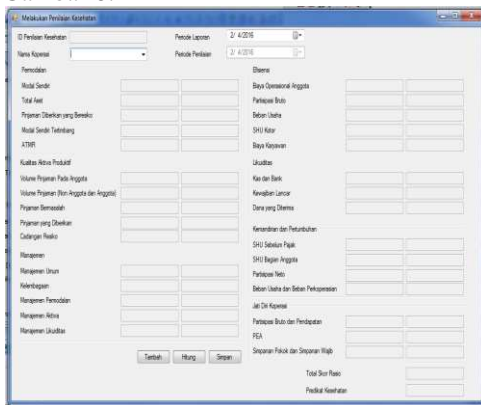 Melakukan Penilaian Kesehatan
ID Penilaian Kesehatan
Periode Laporan
2/ 4/2016
Nama Koperasi
Periode Penilaian
2/ 4/2016
Permodalan
Modal Sendiri
Total Aset
Pinjaman Diberikan yang Beresiko
Modal Sendiri Tertimbang
ATMR
Kualitas Aktiva Produktif
Volume Pinjaman Pada Anggota
Volume Pinjaman (Non Anggota dan Anggota)
Pinjaman Bermasalah
Pinjaman yang Diberikan
Cadangan Resiko
Manajemen
Manajemen Umum
Kelembagaan
Manajemen Permodalan
Manajemen Aktiva
Manajemen Likuiditas
Efisiensi
Biaya Operasional Anggota
Partisipasi Bruto
Beban Usaha
SHU Kotor
Biaya Karyawan
Likuiditas
Kas dan Bank
Kewajiban Lancar
Dana yang Diterima
Kemandirian dan Pertumbuhan
SHU Sebelum Pajak
SHU Bagian Anggota
Partisipasi Neto
Beban Usaha dan Beban Perkoperasian
Jati Diri Koperasi
Partisipasi Bruto dan Pendapatan
PEA
Simpanan Pokok dan Simpanan Wajib
Tambah
Hitung
Simpan
Total Skor Rasio
Predikat Kesehatan